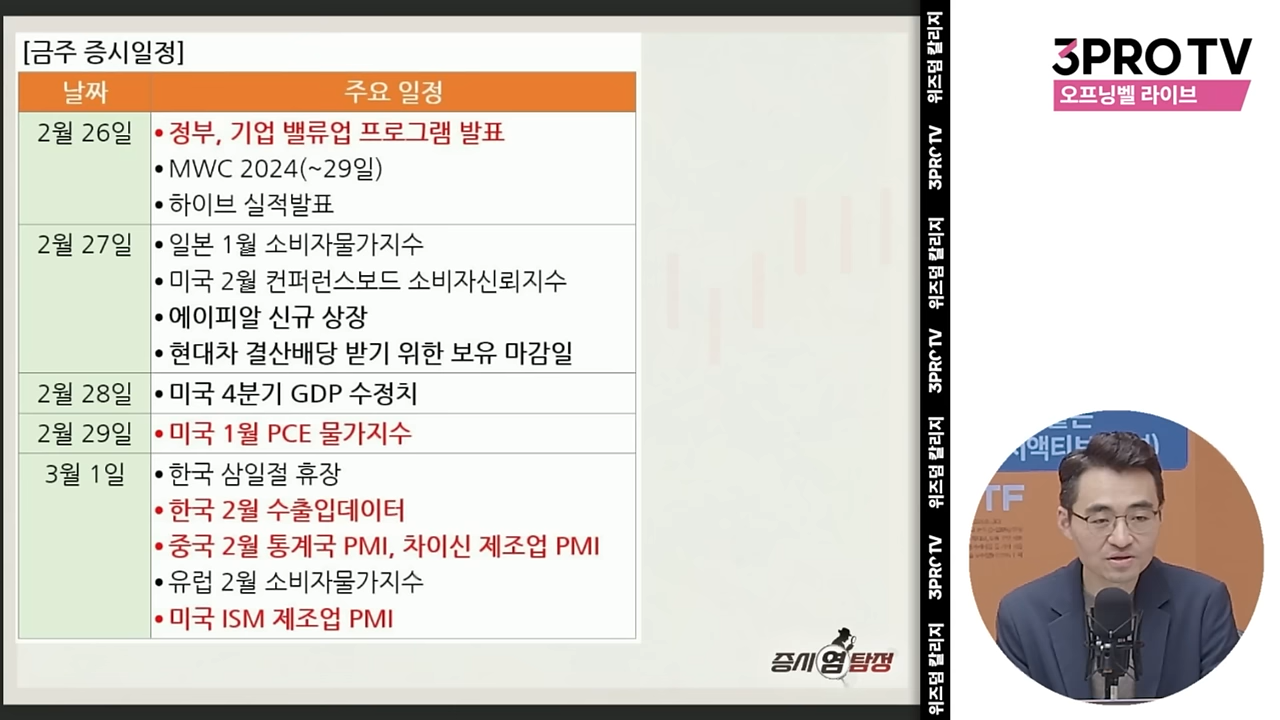 [금주 증시일정]
날짜 주요 일정
2월 26일
• 정부, 기업 밸류업 프로그램 발표
• MWC 2024(~29일)
• 하이브 실적발표
2월 27일
• 일본 1월 소비자물가지수
• 미국 2월 컨퍼런스보드 소비자신뢰지수
• 에이피알 신규 상장
• 현대차 결산배당 받기 위한 보유 마감일
2월 28일
• 미국 4분기 GDP 수정치
2월 29일
• 미국 1월 PCE 물가지수
3월 1일
• 한국 삼일절 휴장
• 한국 2월 수출입데이터
• 중국 2월 통계국 PMI, 차이신 제조업 PMI
• 유럽 2월 소비자물가지수
• 미국 ISM 제조업 PMI
증시 염 탐정
위즈덤 칼리지
3PRO TV
위즈덤 칼리지
3PRO TV
위즈덤 칼리지
3PRO TV
위즈덤 칼리지
3PRO TV
오프닝벨 라이브
TF